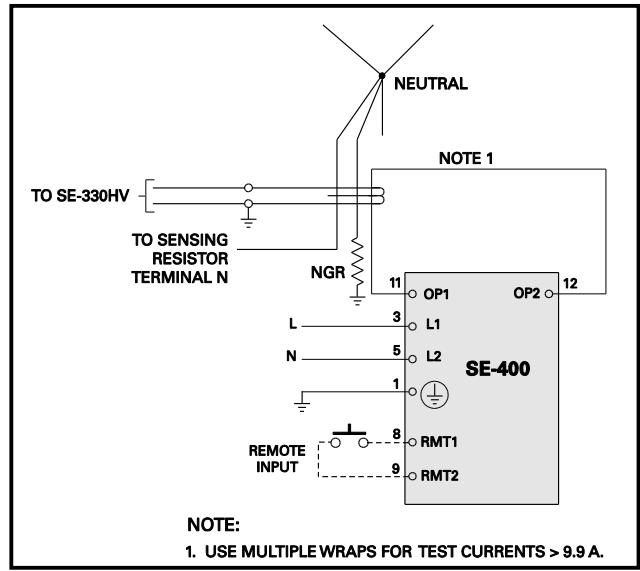 NEUTRAL
NOTE 1
TO SE-330HV
TO SENSING
RESISTOR
TERMINAL N
NGR
11
OP1
OP2
12
L
3
L1
N
5
L2
SE-400
1
REMOTE
INPUT
8
RMT1
9
RMT2
NOTE:
1. USE MULTIPLE WRAPS FOR TEST CURRENTS > 9.9 A.